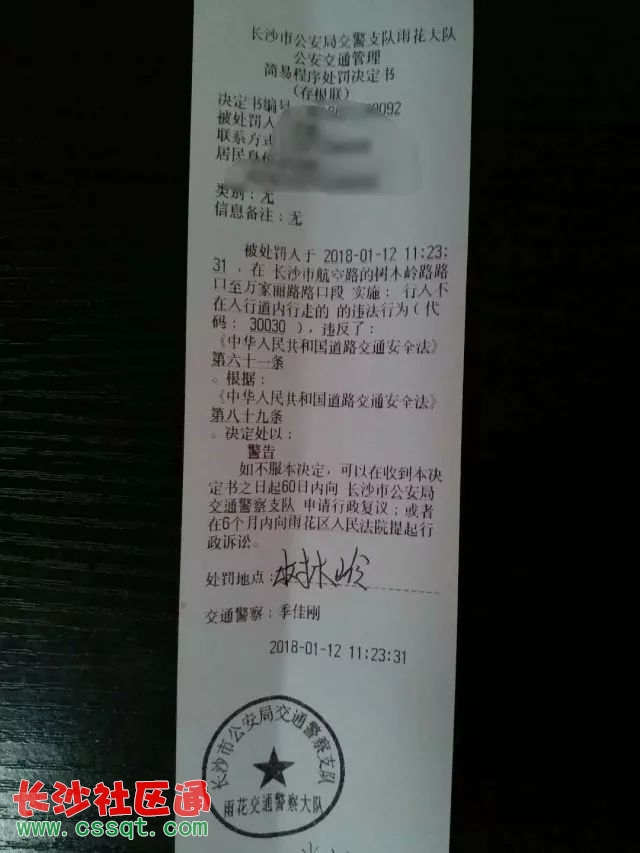 长沙市公安局交警支队雨花大队
公安交通管理
简易程序处罚决定书
(存根联)
决定书编号 9092
被处罚人
联系方式
居民身份
类别：无
信息备注：无
被处罚人于 2018-01-12 11:23:
31 ，在 长沙市航空路的树木岭路路
口至万家丽路路口段 实施： 行人不
在人行道内行走的 的违法行为（代
码： 30030 ），违反了：
《中华人民共和国道路交通安全法》
第六十一条
。根据：
《中华人民共和国道路交通安全法》
第八十九条
。决定处以：
警告
如不服本决定，可以在收到本决
定书之日起60日内向 长沙市公安局
交通警察支队 申请行政复议；或者
在6个月内向雨花区人民法院提起行
政诉讼。
处罚地点：树木岭
交通警察：季佳刚
2018-01-12 11:23:31
长沙市公安局交通警察支队
雨花交通警察大队
长沙社区通
www.cssqt.com